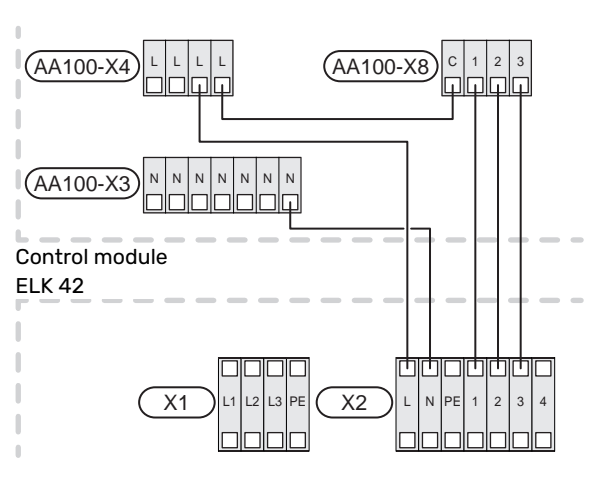 AA100-X4 L L L L
AA100-X8 C 1 2 3
AA100-X3 N N N N N N N
Control module
ELK 42
X1 L1 L2 L3 PE
X2 L N PE 1 2 3 4